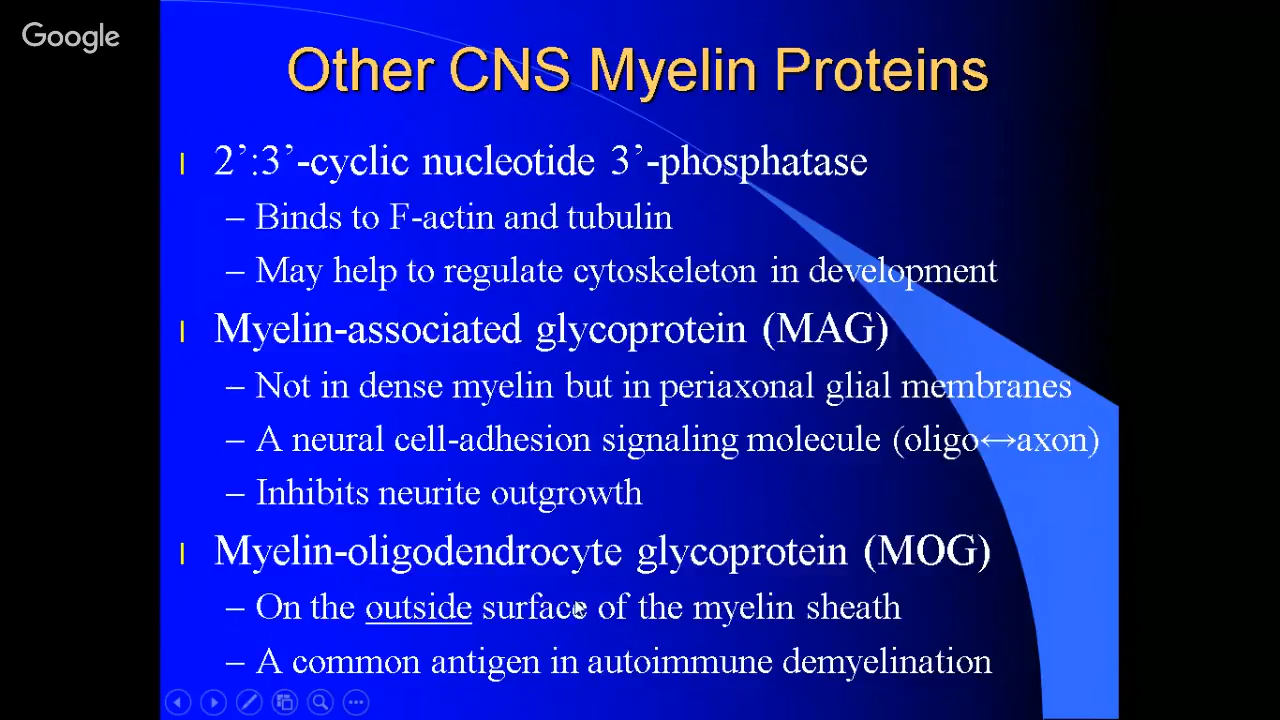 Google
Other CNS Myelin Proteins
2’:3’-cyclic nucleotide 3’-phosphatase
– Binds to F-actin and tubulin
– May help to regulate cytoskeleton in development
Myelin-associated glycoprotein (MAG)
– Not in dense myelin but in periaxonal glial membranes
– A neural cell-adhesion signaling molecule (oligo↔axon)
– Inhibits neurite outgrowth
Myelin-oligodendrocyte glycoprotein (MOG)
– On the outside surface of the myelin sheath
– A common antigen in autoimmune demyelination